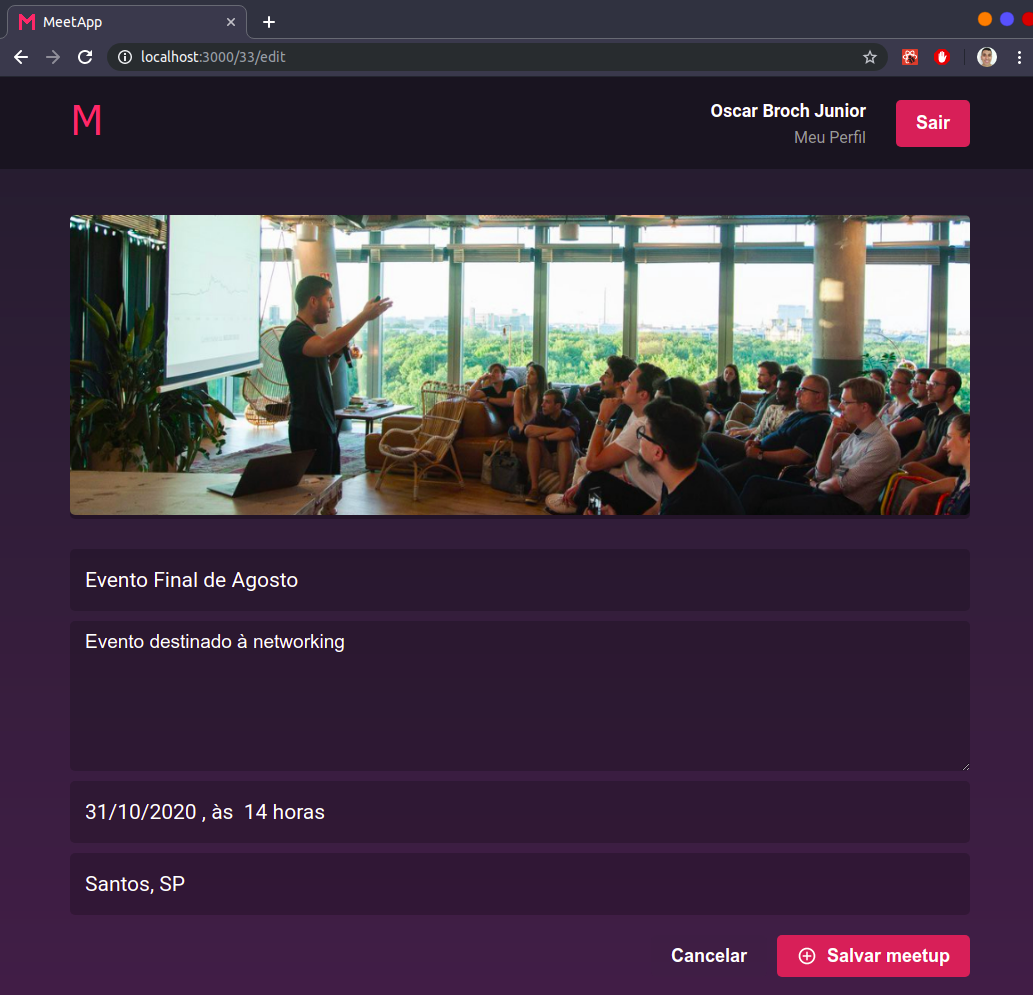 MeetApp
localhost:3000/33/edit
M
Oscar Broch Junior
Meu Perfil
Sair
Evento Final de Agosto
Evento destinado à networking
31/10/2020 , às  14 horas
Santos, SP
Cancelar
Salvar meetup